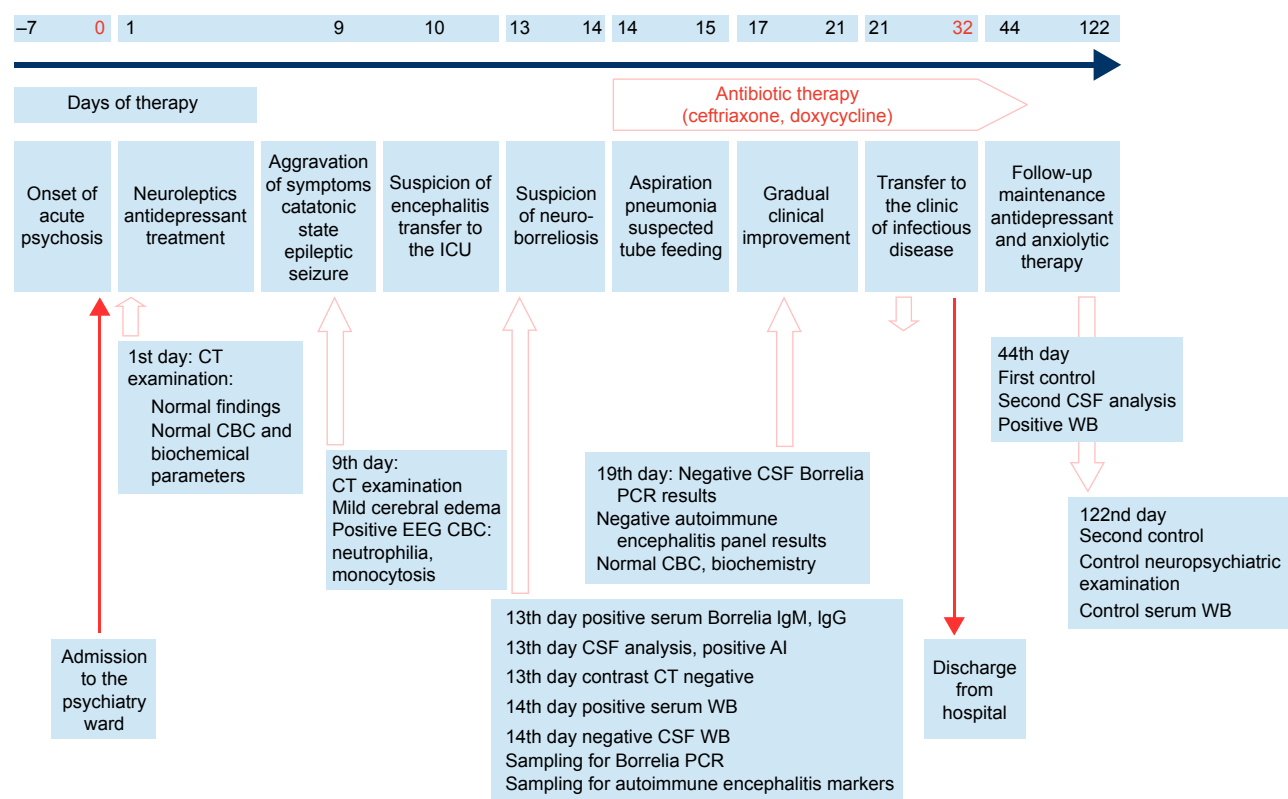 –7 0 1 9 10 13 14 14 15 17 21 21 32 44 122
Days of therapy
Antibiotic therapy
(ceftriaxone, doxycycline)
Onset of
acute
psychosis
Neuroleptics
antidepressant
treatment
Aggravation
of symptoms
catatonic
state
epileptic
seizure
Suspicion of
encephalitis
transfer to
the ICU
Suspicion
of neuro-
borreliosis
Aspiration
pneumonia
suspected
tube feeding
Gradual
clinical
improvement
Transfer to
the clinic
of infectious
disease
Follow-up
maintenance
antidepressant
and anxiolytic
therapy
1st day: CT
examination:
Normal findings
Normal CBC and
biochemical
parameters
9th day:
CT examination
Mild cerebral edema
Positive EEG CBC:
neutrophilia,
monocytosis
19th day: Negative CSF Borrelia
PCR results
Negative autoimmune
encephalitis panel results
Normal CBC, biochemistry
44th day
First control
Second CSF analysis
Positive WB
122nd day
Second control
Control neuropsychiatric
examination
Control serum WB
13th day positive serum Borrelia IgM, IgG
13th day CSF analysis, positive AI
13th day contrast CT negative
14th day positive serum WB
14th day negative CSF WB
Sampling for Borrelia PCR
Sampling for autoimmune encephalitis markers
Admission
to the
psychiatry
ward
Discharge
from
hospital